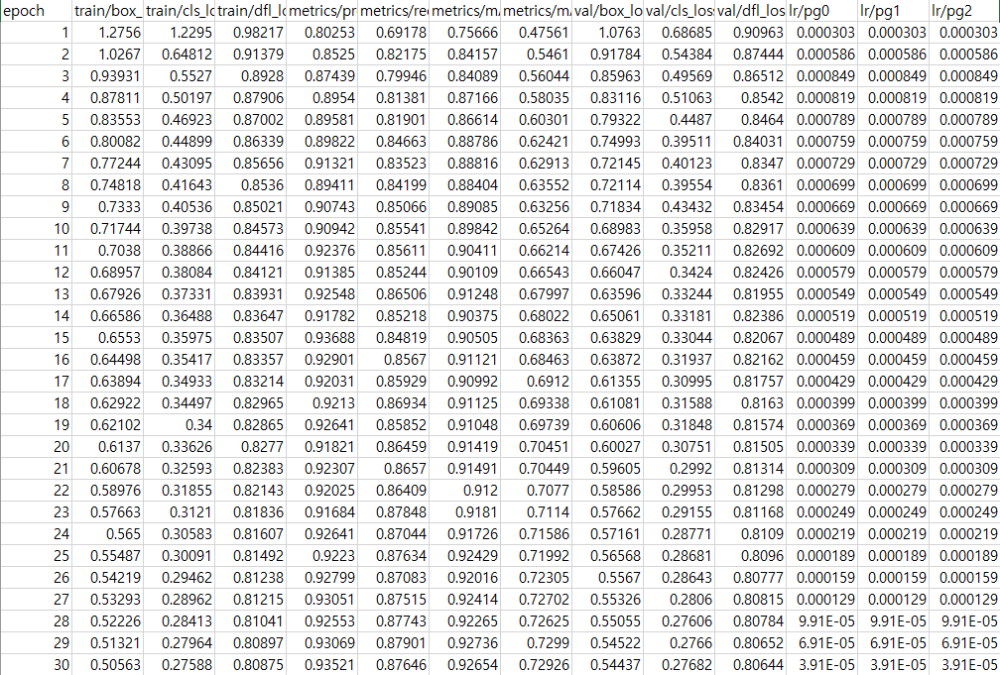 epoch train/box_ train/cls_lo train/dfl_lo metrics/pr metrics/rec metrics/mA metrics/mA val/box_lo val/cls_loss val/dfl_loss lr/pg0 lr/pg1 lr/pg2
1 1.2756 1.2295 0.98217 0.80253 0.69178 0.75666 0.47561 1.0763 0.68685 0.90963 0.000303 0.000303 0.000303
2 1.0267 0.64812 0.91379 0.8525 0.82175 0.84157 0.5461 0.91784 0.54384 0.87444 0.000586 0.000586 0.000586
3 0.93931 0.5527 0.8928 0.87439 0.79946 0.84089 0.56044 0.85963 0.49569 0.86512 0.000849 0.000849 0.000849
4 0.87811 0.50197 0.87906 0.8954 0.81381 0.87166 0.58035 0.83116 0.51063 0.8542 0.000819 0.000819 0.000819
5 0.83553 0.46923 0.87002 0.89581 0.81901 0.86614 0.60301 0.79322 0.4487 0.8464 0.000789 0.000789 0.000789
6 0.80082 0.44899 0.86339 0.89822 0.84663 0.88786 0.62421 0.74993 0.39511 0.84031 0.000759 0.000759 0.000759
7 0.77244 0.43095 0.85656 0.91321 0.83523 0.88816 0.62913 0.72145 0.40123 0.8347 0.000729 0.000729 0.000729
8 0.74818 0.41643 0.8536 0.89411 0.84199 0.88404 0.63552 0.72114 0.39554 0.8361 0.000699 0.000699 0.000699
9 0.7333 0.40536 0.85021 0.90743 0.85066 0.89085 0.63256 0.71834 0.43432 0.83454 0.000669 0.000669 0.000669
10 0.71744 0.39738 0.84573 0.90942 0.85541 0.89842 0.65264 0.68983 0.35958 0.82917 0.000639 0.000639 0.000639
11 0.7038 0.38866 0.84416 0.92376 0.85611 0.90411 0.66214 0.67426 0.35211 0.82692 0.000609 0.000609 0.000609
12 0.68957 0.38084 0.84121 0.91385 0.85244 0.90109 0.66543 0.66047 0.3424 0.82426 0.000579 0.000579 0.000579
13 0.67926 0.37331 0.83931 0.92548 0.86506 0.91248 0.67997 0.63596 0.33244 0.81955 0.000549 0.000549 0.000549
14 0.66586 0.36488 0.83647 0.91782 0.85218 0.90375 0.68022 0.65061 0.33181 0.82386 0.000519 0.000519 0.000519
15 0.6553 0.35975 0.83507 0.93688 0.84819 0.90505 0.68363 0.63829 0.33044 0.82067 0.000489 0.000489 0.000489
16 0.64498 0.35417 0.83357 0.92901 0.8567 0.91121 0.68463 0.63872 0.31937 0.82162 0.000459 0.000459 0.000459
17 0.63894 0.34933 0.83214 0.92031 0.85929 0.90992 0.6912 0.61355 0.30995 0.81757 0.000429 0.000429 0.000429
18 0.62922 0.34497 0.82965 0.9213 0.86934 0.91125 0.69338 0.61081 0.31588 0.8163 0.000399 0.000399 0.000399
19 0.62102 0.34 0.82865 0.92641 0.85852 0.91048 0.69739 0.60606 0.31848 0.81574 0.000369 0.000369 0.000369
20 0.6137 0.33626 0.8277 0.91821 0.86459 0.91419 0.70451 0.60027 0.30751 0.81505 0.000339 0.000339 0.000339
21 0.60678 0.32593 0.82383 0.92307 0.8657 0.91491 0.70449 0.59605 0.2992 0.81314 0.000309 0.000309 0.000309
22 0.58976 0.31855 0.82143 0.92025 0.86409 0.912 0.7077 0.58586 0.29953 0.81298 0.000279 0.000279 0.000279
23 0.57663 0.3121 0.81836 0.91684 0.87848 0.9181 0.7114 0.57662 0.29155 0.81168 0.000249 0.000249 0.000249
24 0.565 0.30583 0.81607 0.92641 0.87044 0.91726 0.71586 0.57161 0.28771 0.8109 0.000219 0.000219 0.000219
25 0.55487 0.30091 0.81492 0.9223 0.87634 0.92429 0.71992 0.56568 0.28681 0.8096 0.000189 0.000189 0.000189
26 0.54219 0.29462 0.81238 0.92799 0.87083 0.92016 0.72305 0.5567 0.28643 0.80777 0.000159 0.000159 0.000159
27 0.53293 0.28962 0.81215 0.93051 0.87515 0.92414 0.72702 0.55326 0.2806 0.80815 0.000129 0.000129 0.000129
28 0.52226 0.28413 0.81041 0.92553 0.87743 0.92265 0.72625 0.55055 0.27606 0.80784 9.91E-05 9.91E-05 9.91E-05
29 0.51321 0.27964 0.80897 0.93069 0.87901 0.92736 0.7299 0.54522 0.2766 0.80652 6.91E-05 6.91E-05 6.91E-05
30 0.50563 0.27588 0.80875 0.93521 0.87646 0.92654 0.72926 0.54437 0.27682 0.80644 3.91E-05 3.91E-05 3.91E-05